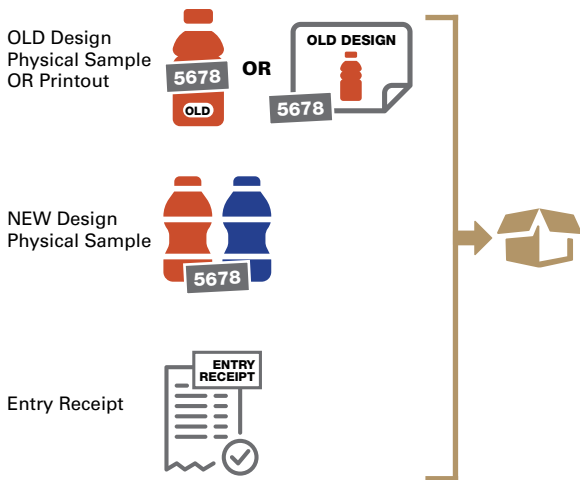 OLD Design
Physical Sample
OR Printout
5678
OLD
OR
OLD DESIGN
5678
NEW Design
Physical Sample
5678
Entry Receipt
ENTRY
RECEIPT